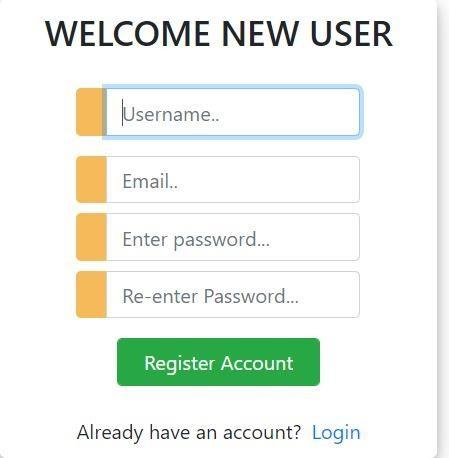 WELCOME NEW USER
Username..
Email..
Enter password...
Re-enter Password...
Register Account
Already have an account? Login